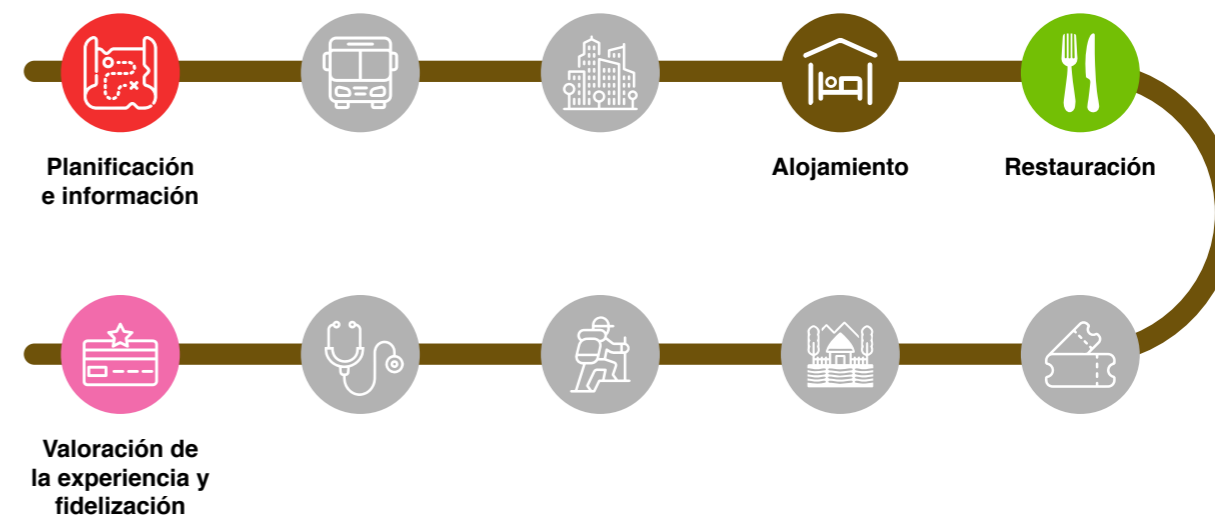 Planificación
e información
Alojamiento
Restauración
Valoración de
la experiencia y
fidelización